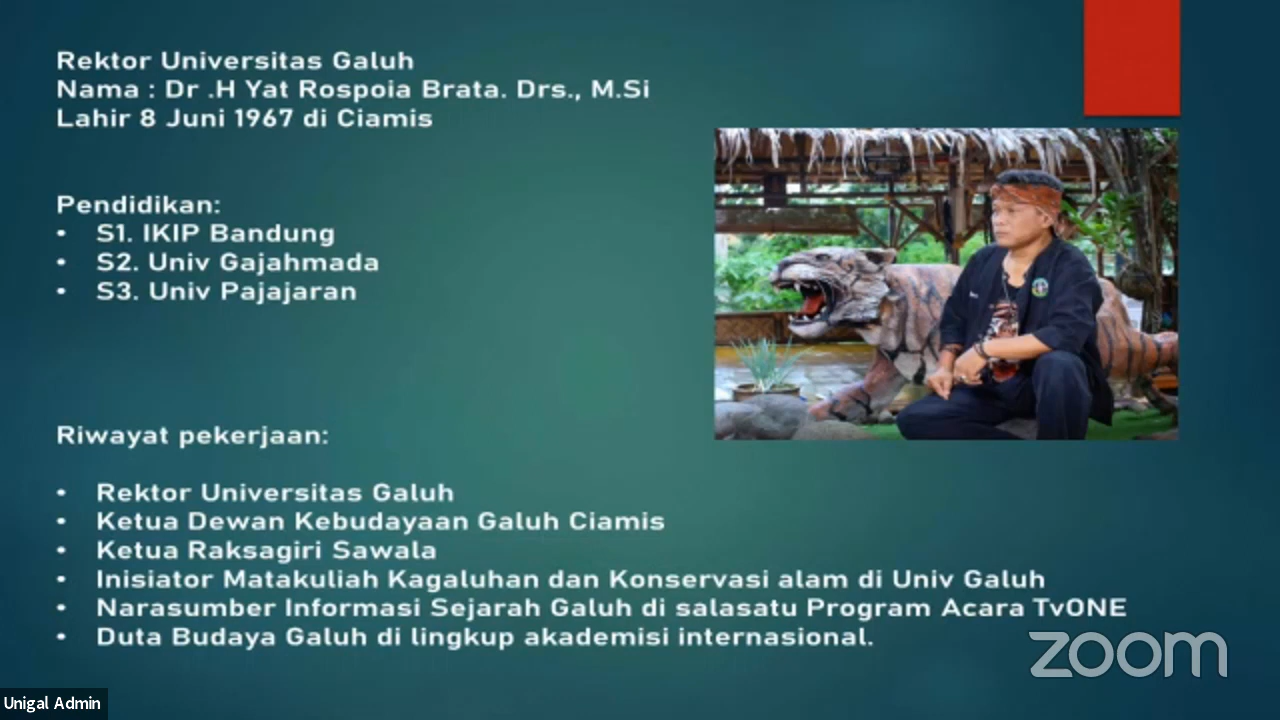 Rektor Universitas Galuh
Nama : Dr .H Yat Rospoia Brata. Drs., M.Si
Lahir 8 Juni 1967 di Ciamis
Pendidikan:
• S1. IKIP Bandung
• S2. Univ Gajahmada
• S3. Univ Pajajaran
Riwayat pekerjaan:
• Rektor Universitas Galuh
• Ketua Dewan Kebudayaan Galuh Ciamis
• Ketua Raksagiri Sawala
• Inisiator Matakuliah Kagaluhan dan Konservasi alam di Univ Galuh
• Narasumber Informasi Sejarah Galuh di salasatu Program Acara TvONE
• Duta Budaya Galuh di lingkup akademisi internasional.
zoom
Unigal Admin